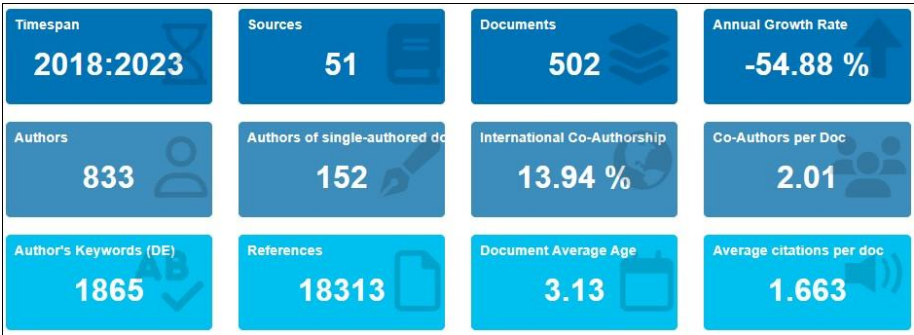 Timespan
2018:2023
Sources
51
Documents
502
Annual Growth Rate
-54.88 %
Authors
833
Authors of single-authored do
152
International Co-Authorship
13.94 %
Co-Authors per Doc
2.01
Author's Keywords (DE)
1865
References
18313
Document Average Age
3.13
Average citations per doc
1.663
AB